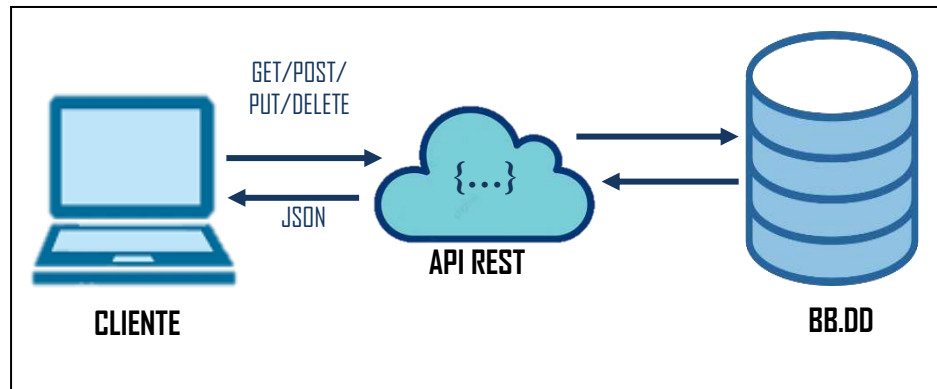 GET/POST/
PUT/DELETE
{...}
JSON
API REST
CLIENTE
BB.DD